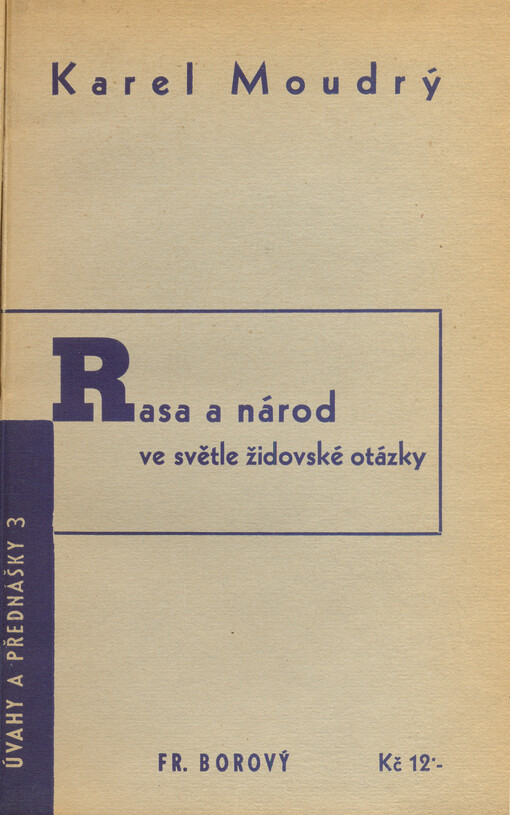 Karel Moudrý
Rasa a národ
ve světle židovské otázky
ÚVAHY A PŘEDNÁŠKY 3
FR. BOROVÝ
Kč 12·-